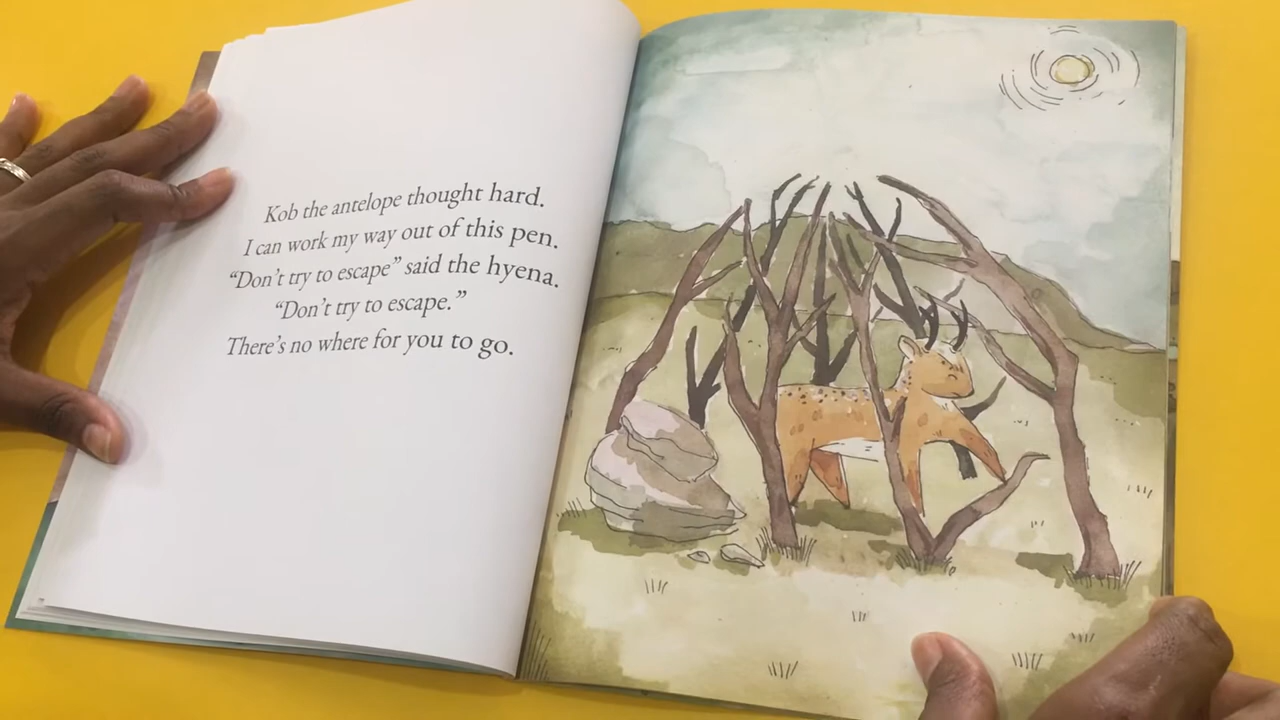 Kob the antelope thought hard.
I can work my way out of this pen.
“Don’t try to escape” said the hyena.
“Don’t try to escape.”
There’s no where for you to go.